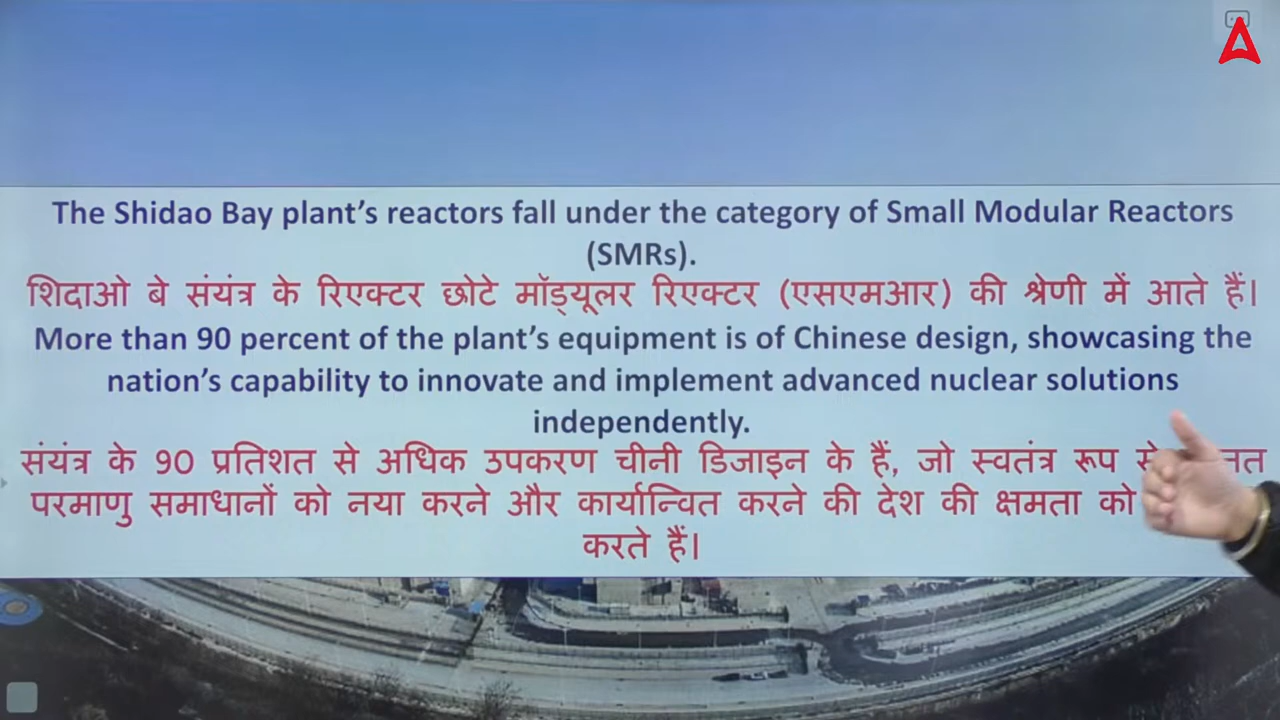 The Shidao Bay plant’s reactors fall under the category of Small Modular Reactors
(SMRs).
शिदाओ बे संयंत्र के रिएक्टर छोटे मॉड्यूलर रिएक्टर (एसएमआर) की श्रेणी में आते हैं।
More than 90 percent of the plant’s equipment is of Chinese design, showcasing the
nation’s capability to innovate and implement advanced nuclear solutions
independently.
संयंत्र के 90 प्रतिशत से अधिक उपकरण चीनी डिजाइन के हैं, जो स्वतंत्र रूप से
परमाणु समाधानों को नया करने और कार्यान्वित करने की देश की क्षमता को
करते हैं।